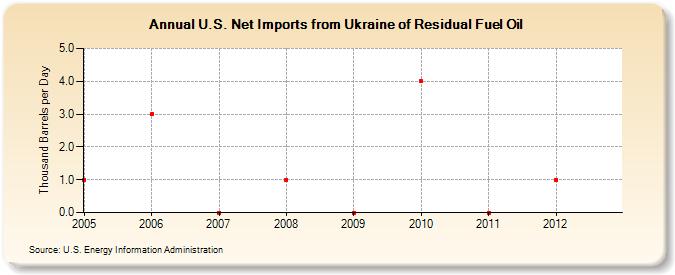 Annual U.S. Net Imports from Ukraine of Residual Fuel Oil
Thousand Barrels per Day
5.0
4.0
3.0
2.0
1.0
0.0
2005 2006 2007 2008 2009 2010 2011 2012
Source: U.S. Energy Information Administration